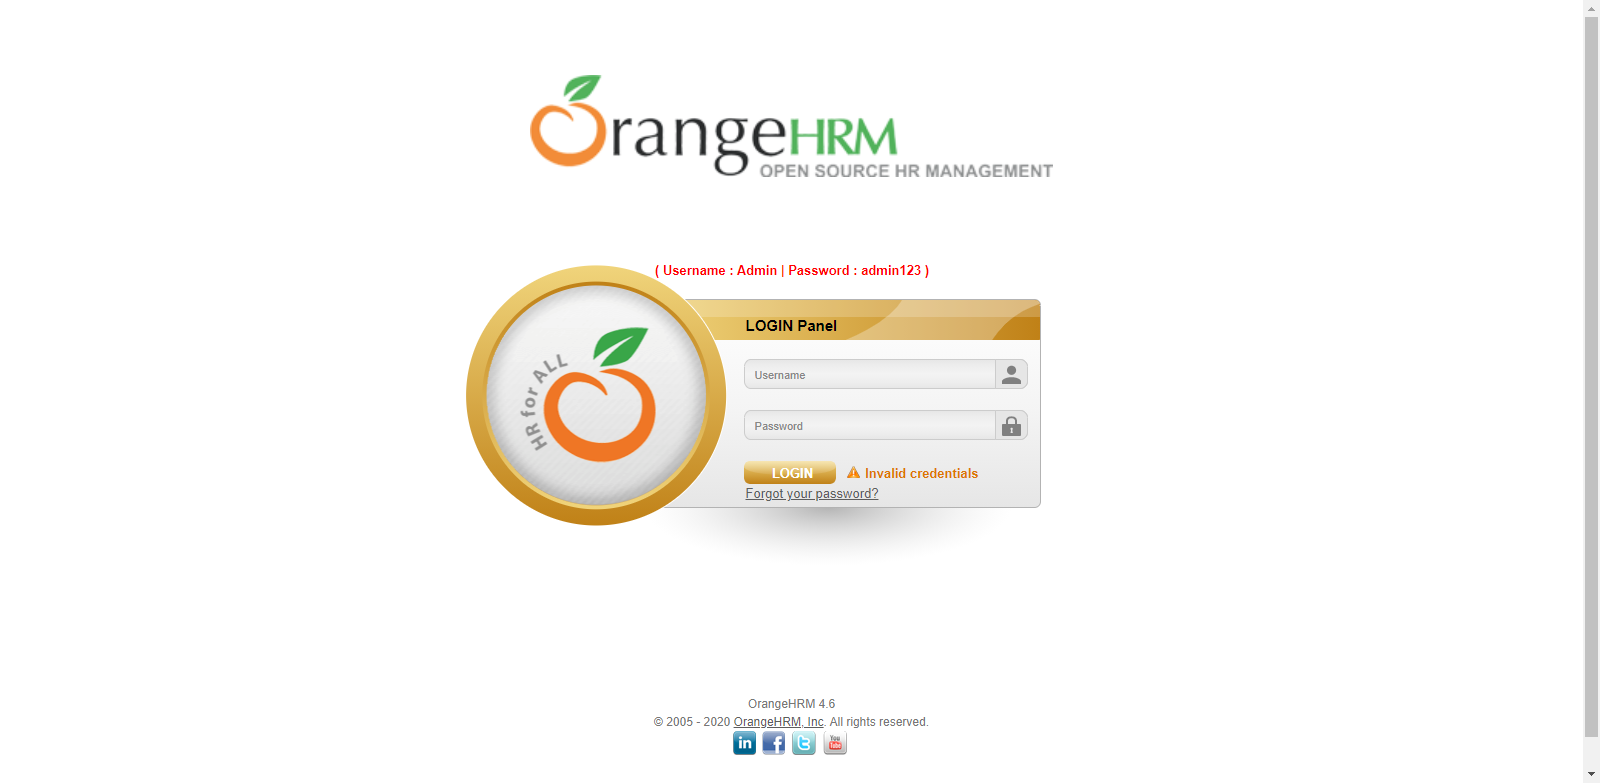 OrangeHRM
OPEN SOURCE HR MANAGEMENT
( Username : Admin | Password : admin123 )
HR for ALL
LOGIN Panel
Username
Password
LOGIN
Invalid credentials
Forgot your password?
OrangeHRM 4.6
© 2005 - 2020 OrangeHRM, Inc. All rights reserved.
in f t You Tube